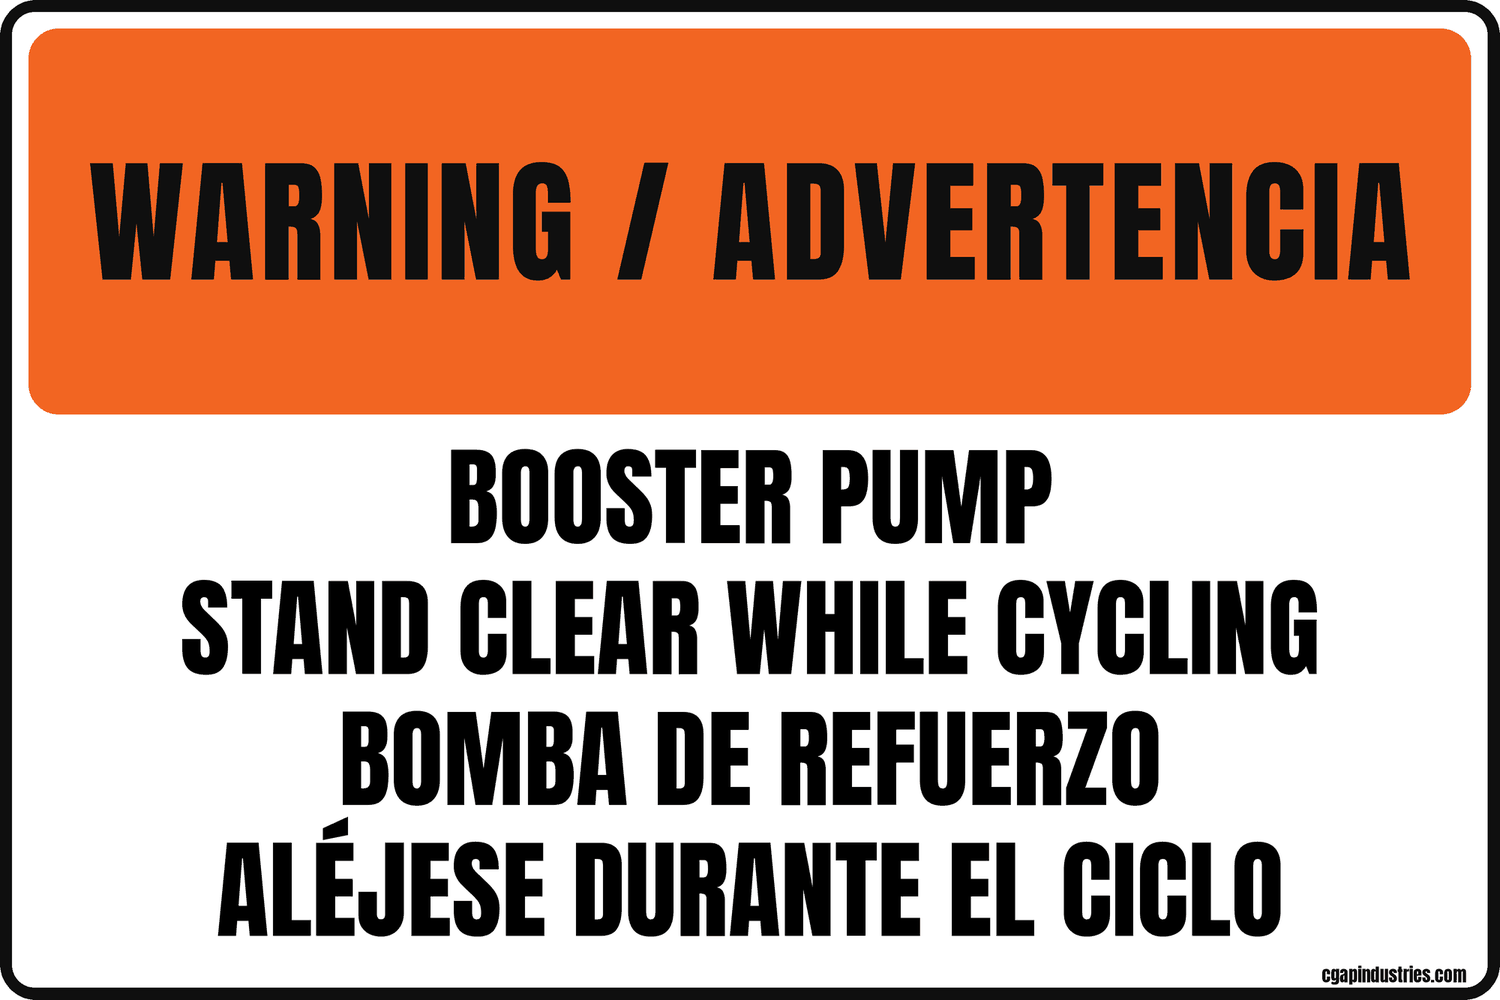 WARNING / ADVERTENCIA
BOOSTER PUMP
STAND CLEAR WHILE CYCLING
BOMBA DE REFUERZO
ALÉJESE DURANTE EL CICLO
cgapindustries.com